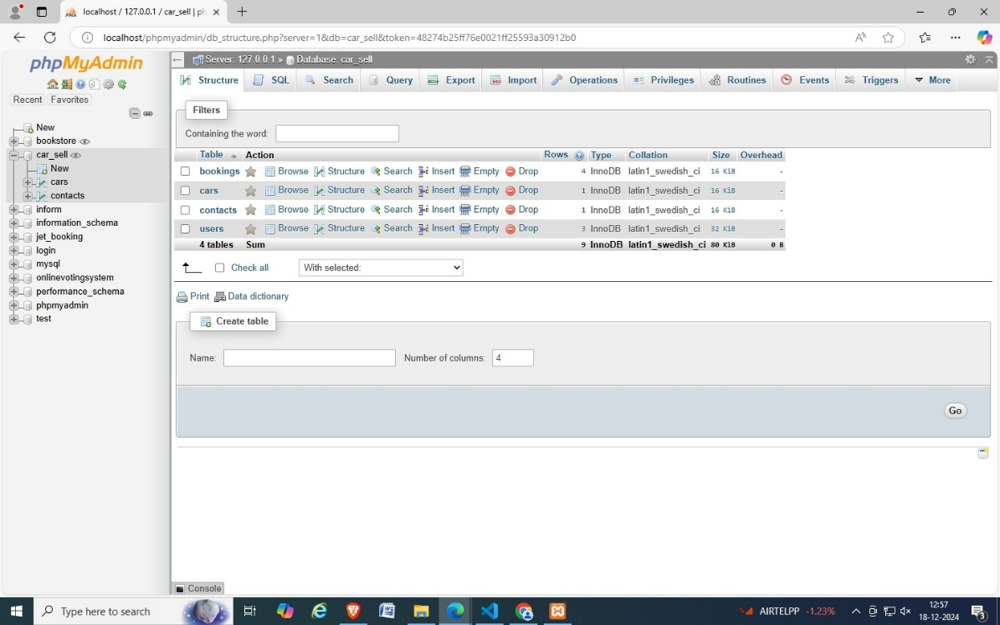 localhost / 127.0.0.1 / car_sell | ph
localhost/phpmyadmin/db_structure.php?server=1&db=car_sell&token=48274b25ff76e0021ff25593a30912b0
phpMyAdmin
Recent Favorites
New
bookstore
car_sell
New
cars
contacts
inform
information_schema
jet_booking
login
mysql
onlinevotingsystem
performance_schema
phpmyadmin
test
Server: 127.0.0.1 » Database: car_sell
Structure SQL Search Query Export Import Operations Privileges Routines Events Triggers More
Filters
Containing the word:
Table Action Rows Type Collation Size Overhead
bookings Browse Structure Search Insert Empty Drop 4 InnoDB latin1_swedish_ci 16 KiB -
cars Browse Structure Search Insert Empty Drop 1 InnoDB latin1_swedish_ci 16 KiB -
contacts Browse Structure Search Insert Empty Drop 1 InnoDB latin1_swedish_ci 16 KiB -
users Browse Structure Search Insert Empty Drop 3 InnoDB latin1_swedish_ci 32 KiB -
4 tables Sum 9 InnoDB latin1_swedish_ci 80 KiB 0 B
Check all With selected:
Print Data dictionary
Create table
Name: Number of columns: 4
Go
Console
Type here to search
AIRTELPP -1.23%
12:57
18-12-2024
3